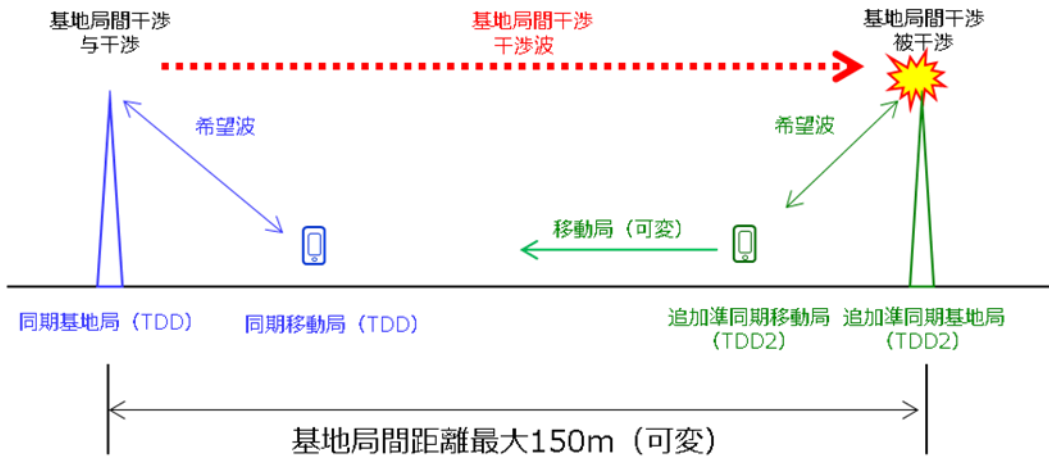 基地局間干渉
与干渉
基地局間干渉
干渉波
基地局間干渉
被干渉
希望波
希望波
移動局（可変）
同期基地局（TDD）
同期移動局（TDD）
追加準同期移動局
（TDD2）
追加準同期基地局
（TDD2）
基地局間距離最大150m（可変）